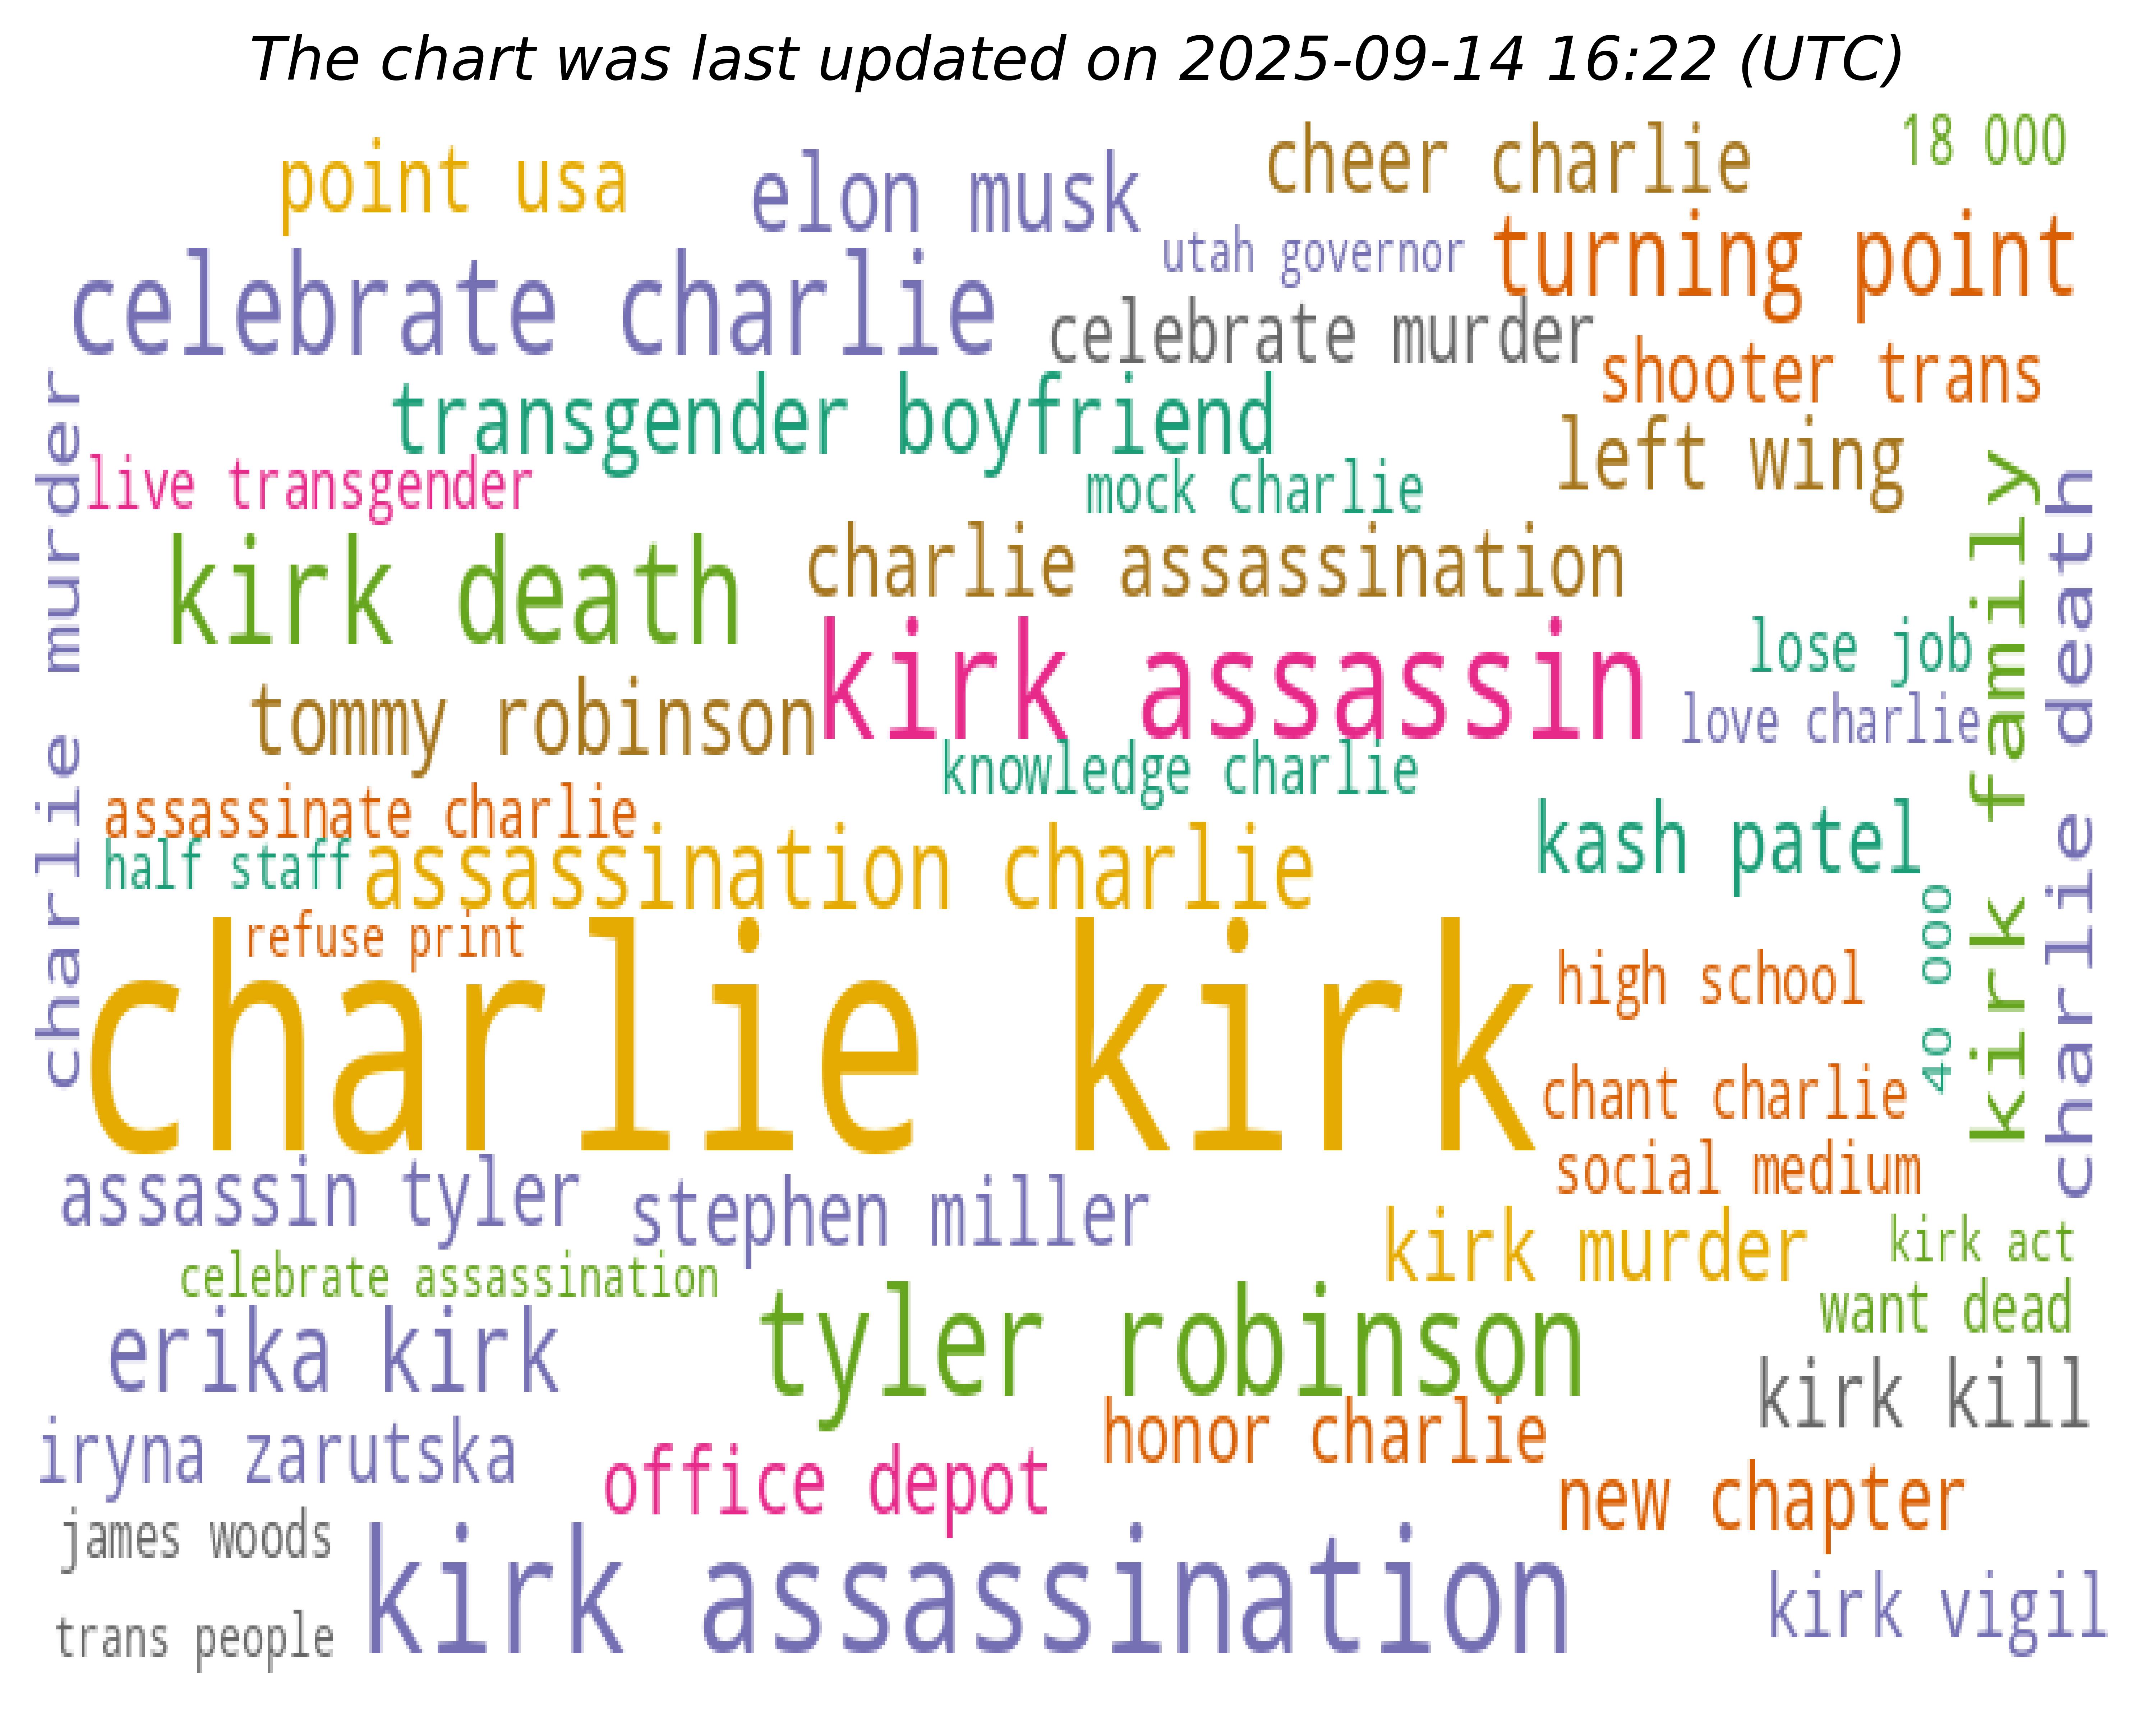 The chart was last updated on 2025-09-14 16:22 (UTC)
18 000
cheer charlie
point usa
elon musk
utah governor
turning point
celebrate charlie
celebrate murder
shooter trans
transgender boyfriend
left wing
live transgender
mock charlie
charlie murder
kirk death
charlie assassination
kirk family
charlie death
kirk assassin
lose job
tommy robinson
love charlie
knowledge charlie
assassinate charlie
kash patel
half staff
assassination charlie
refuse print
40 000
charlie kirk
high school
chant charlie
social medium
assassin tyler
stephen miller
kirk murder
kirk act
celebrate assassination
want dead
erika kirk
tyler robinson
kirk kill
honor charlie
iryna zarutska
office depot
new chapter
james woods
kirk assassination
kirk vigil
trans people